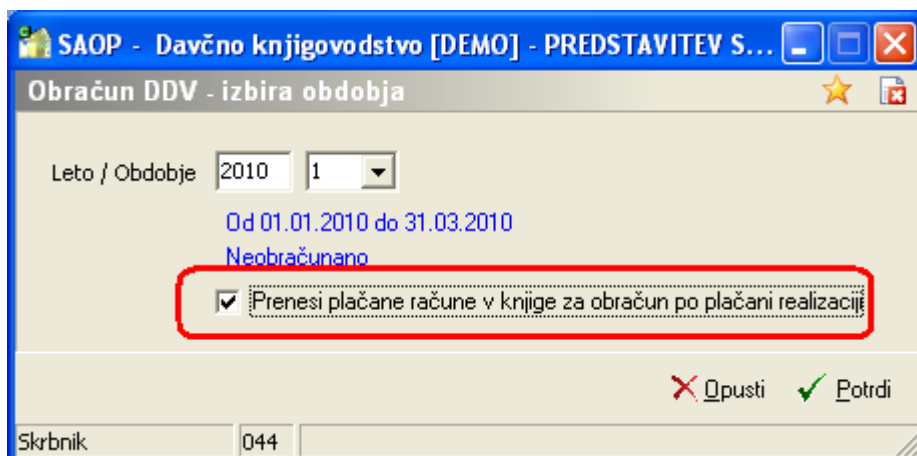 SAOP - Davčno knjigovodstvo [DEMO] - PREDSTAVITEV S...
Obračun DDV - izbira obdobja
Leto / Obdobje 2010 1
Od 01.01.2010 do 31.03.2010
Neobračunano
Prenesi plačane račune v knjige za obračun po plačani realizaciji
Opusti Potrdi
Skrbnik 044